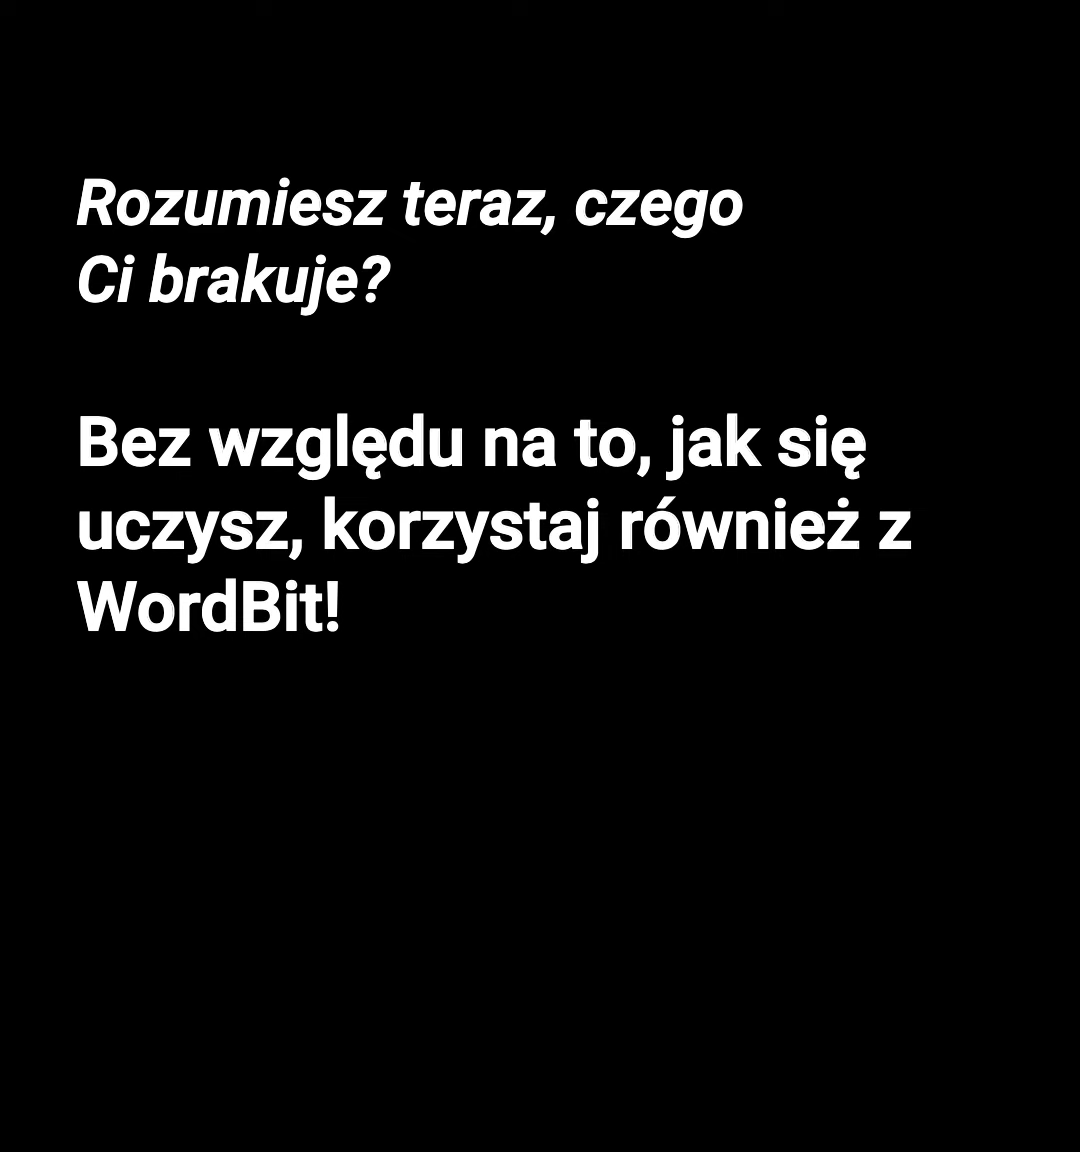 Rozumiesz teraz, czego
Ci brakuje?
Bez względu na to, jak się
uczysz, korzystaj również z
WordBit!